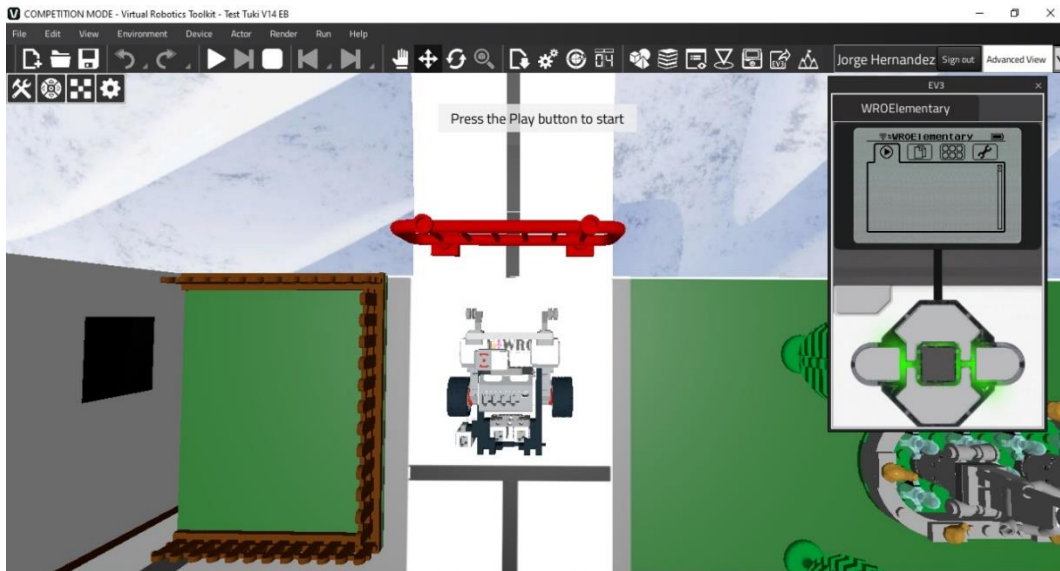 COMPETITION MODE - Virtual Robotics Toolkit - Test Tuki V14 EB
File Edit View Environment Device Actor Render Run Help
Jorge Hernandez Sign out Advanced View
EV3
Press the Play button to start
WROElementary
WROElementary
WRO